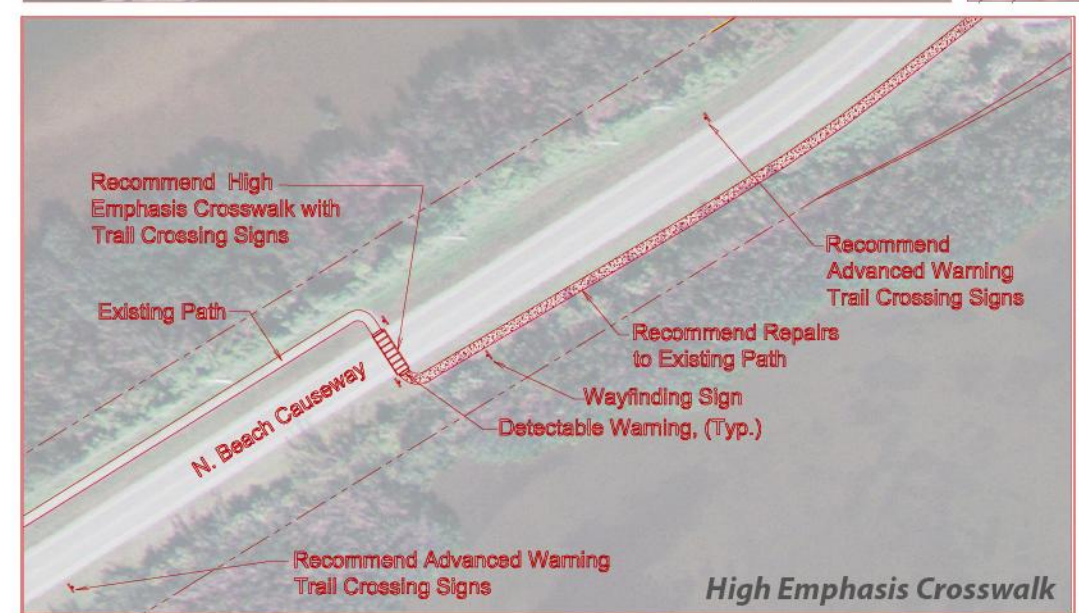 Recommend High
Emphasis Crosswalk with
Trail Crossing Signs
Existing Path
N. Beach Causeway
Recommend
Advanced Warning
Trail Crossing Signs
Recommend Repairs
to Existing Path
Wayfinding Sign
Detectable Warning, (Typ.)
Recommend Advanced Warning
Trail Crossing Signs
High Emphasis Crosswalk